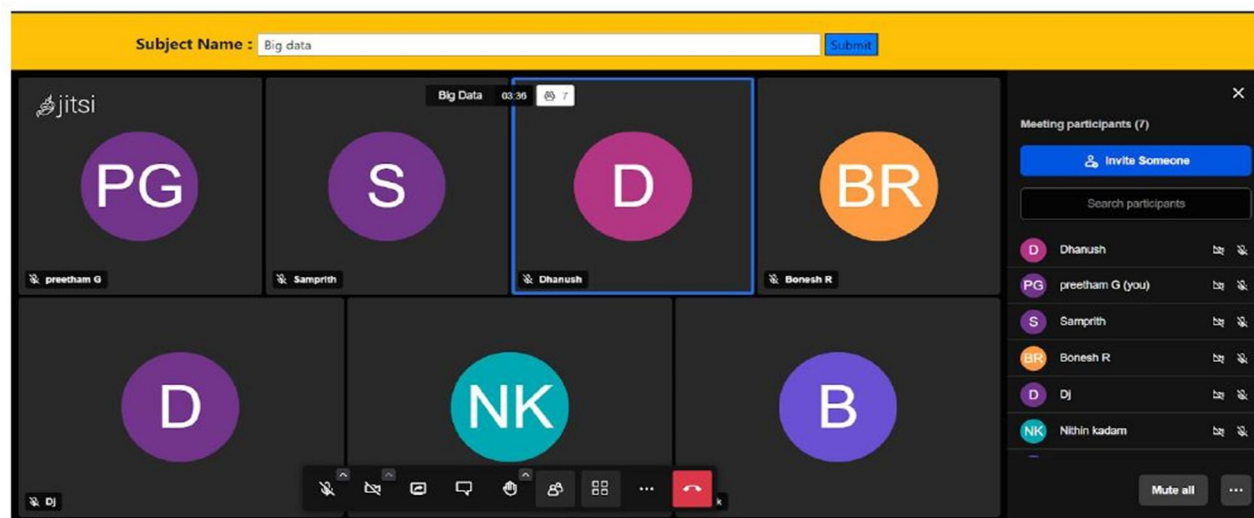 Subject Name : Big data Submit
jitsi
Big Data 03:36 7
Meeting participants (7)
Invite Someone
Search participants
PG S D BR
preetham G Samprith Dhanush Bonesh R
D Dhanush
PG preetham G (you)
S Samprith
BR Bonesh R
D Dj
NK Nithin kadam
D NK B
Dj k
Mute all